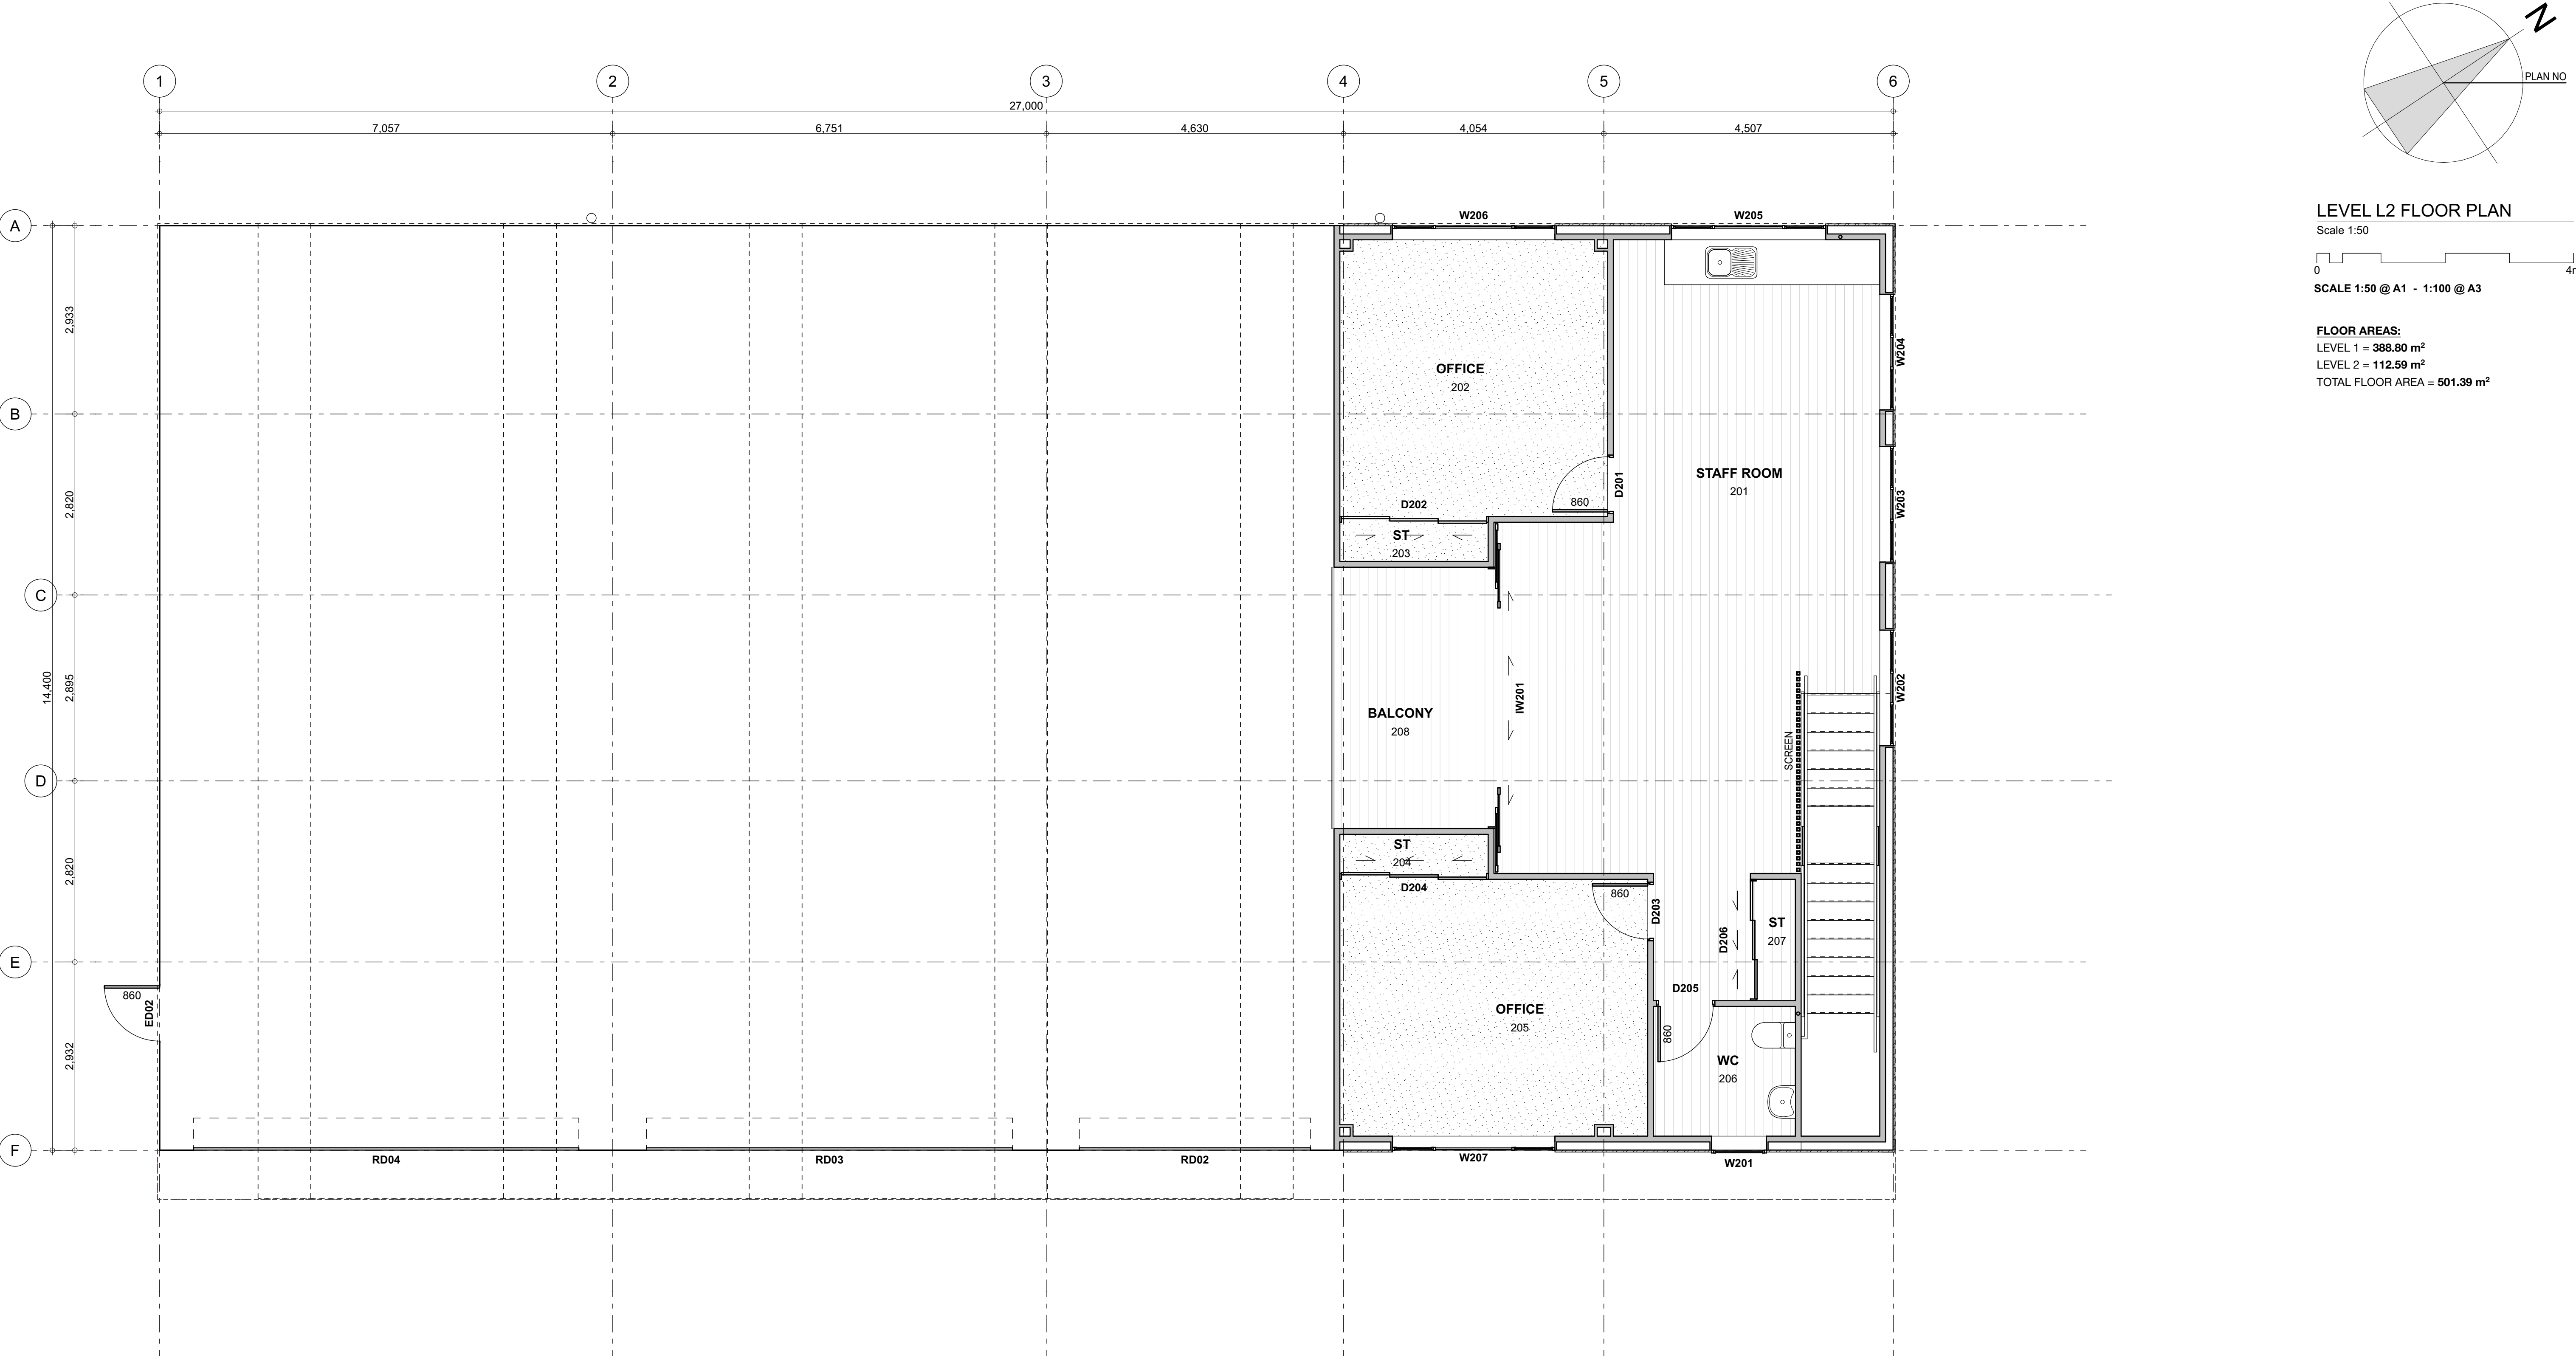 N
PLAN NO
1
2
3
4
5
6
27,000
7,057
6,751
4,630
4,054
4,507
LEVEL L2 FLOOR PLAN
Scale 1:50
0
SCALE 1:50 @ A1 - 1:100 @ A3
FLOOR AREAS:
LEVEL 1 = 388.80 m²
LEVEL 2 = 112.59 m²
TOTAL FLOOR AREA = 501.39 m²
A
B
C
D
E
F
14,400
2,933
2,820
2,895
2,820
2,932
W206
W205
W204
W203
W202
OFFICE
202
STAFF ROOM
201
D201
860
D202
ST
203
BALCONY
208
IW201
SCREEN
ST
204
D204
860
D203
D206
ST
207
D205
860
OFFICE
205
WC
206
860
ED02
RD04
RD03
RD02
W207
W201